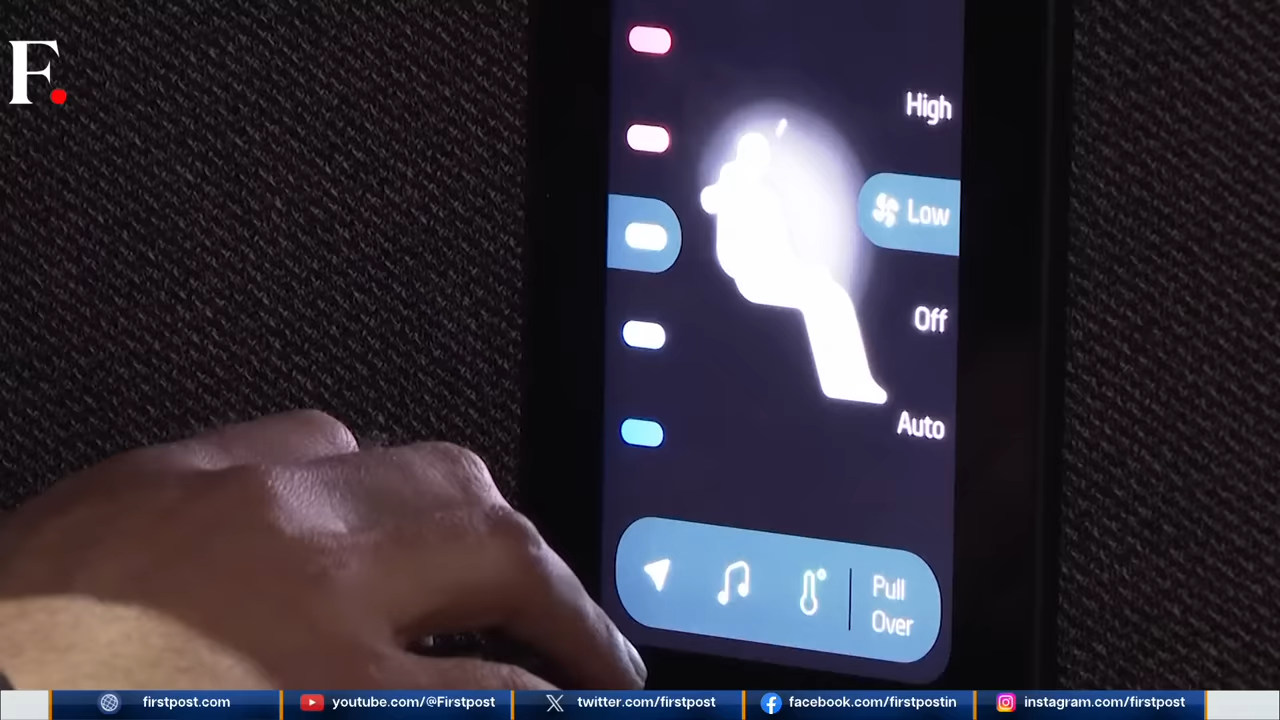 F.
High
Low
Off
Auto
Pull
Over
firstpost.com
youtube.com/@Firstpost
twitter.com/firstpost
facebook.com/firstpostin
instagram.com/firstpost